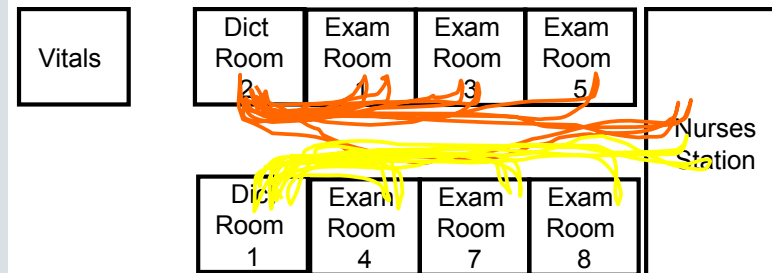 Vitals
Dict
Room
2
Exam
Room
1
Exam
Room
3
Exam
Room
5
Nurses
Station
Dict
Room
1
Exam
Room
4
Exam
Room
7
Exam
Room
8